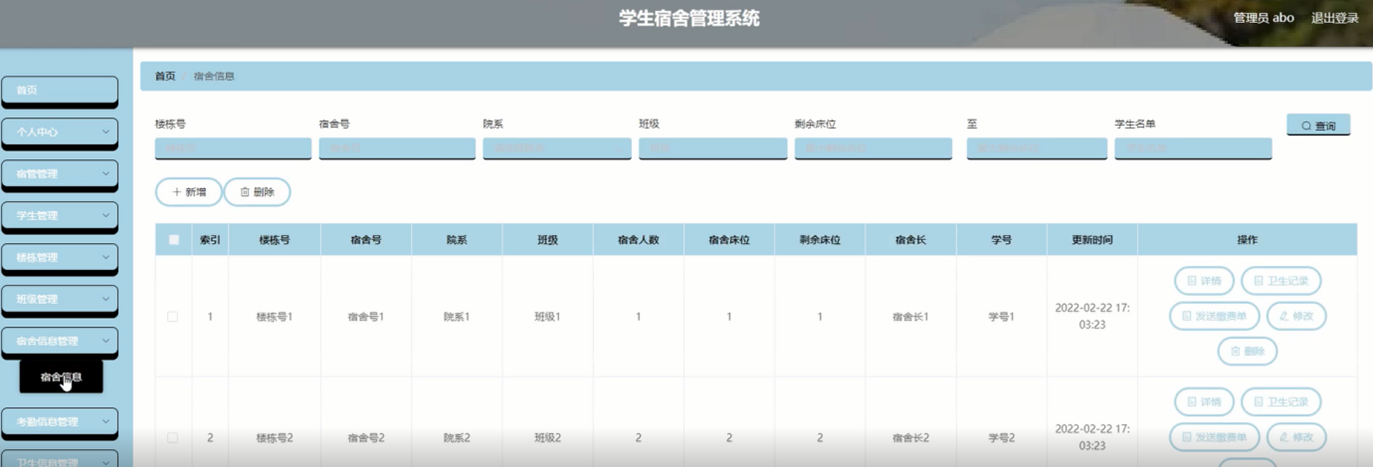 学生宿舍管理系统
管理员 abo 退出登录
首页
个人中心
宿管管理
学生管理
楼栋管理
班级管理
宿舍信息管理
宿舍信息
考勤信息管理
卫生信息管理
首页 宿舍信息
楼栋号 宿舍号 院系 班级 剩余床位 至 学生名单
查询
新增 删除
索引 楼栋号 宿舍号 院系 班级 宿舍人数 宿舍床位 剩余床位 宿舍长 学号 更新时间 操作
1 楼栋号1 宿舍号1 院系1 班级1 1 1 1 宿舍长1 学号1 2022-02-22 17:
03:23
详情 卫生记录
发送缴费单 修改
删除
2 楼栋号2 宿舍号2 院系2 班级2 2 2 2 宿舍长2 学号2 2022-02-22 17:
03:23
详情 卫生记录
发送缴费单 修改